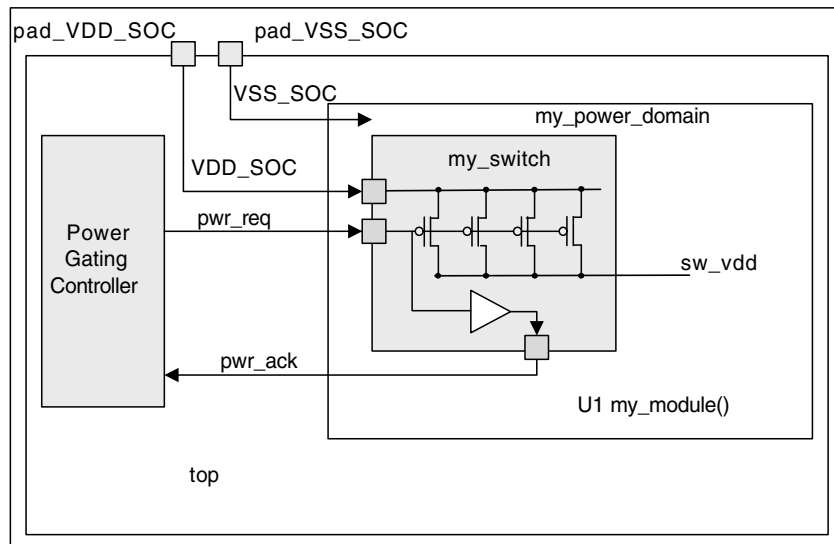 pad_VDD_SOC
pad_VSS_SOC
VSS_SOC
my_power_domain
my_switch
VDD_SOC
pwr_req
Power
Gating
Controller
sw_vdd
pwr_ack
U1 my_module()
top